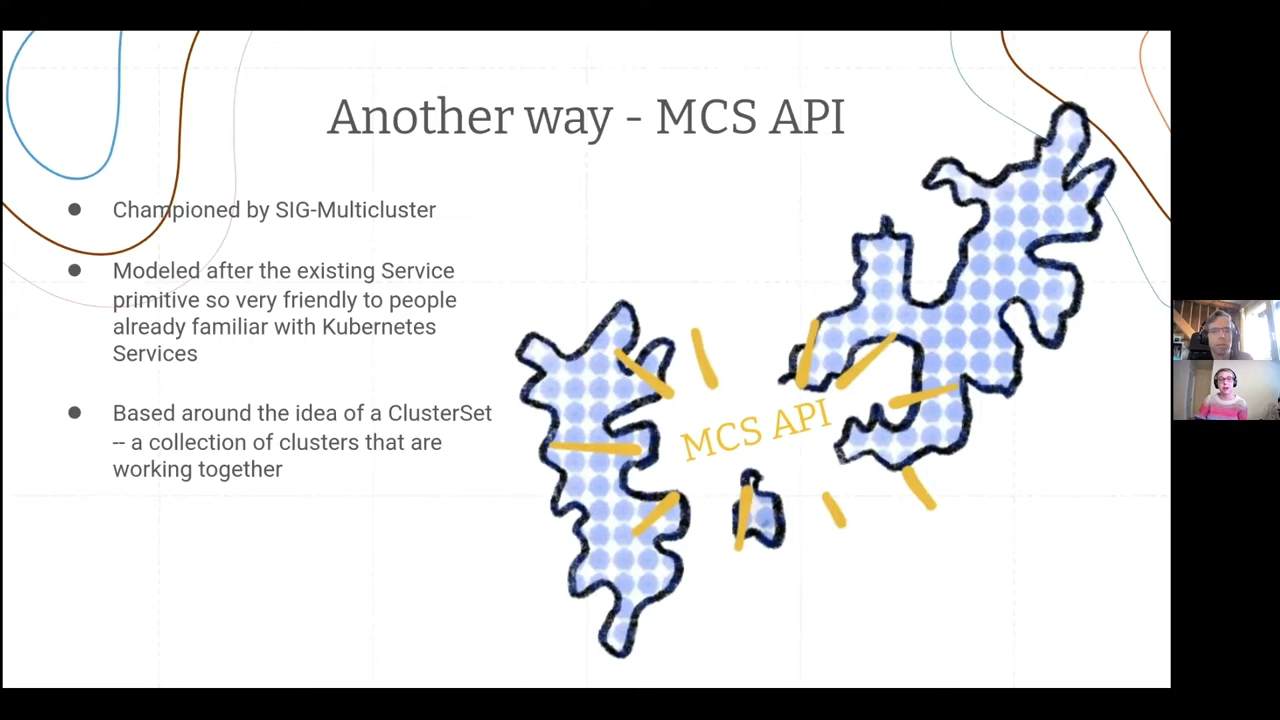 Another way - MCS API
Championed by SIG-Multicluster
Modeled after the existing Service
primitive so very friendly to people
already familiar with Kubernetes
Services
Based around the idea of a ClusterSet
-- a collection of clusters that are
working together
MCS API